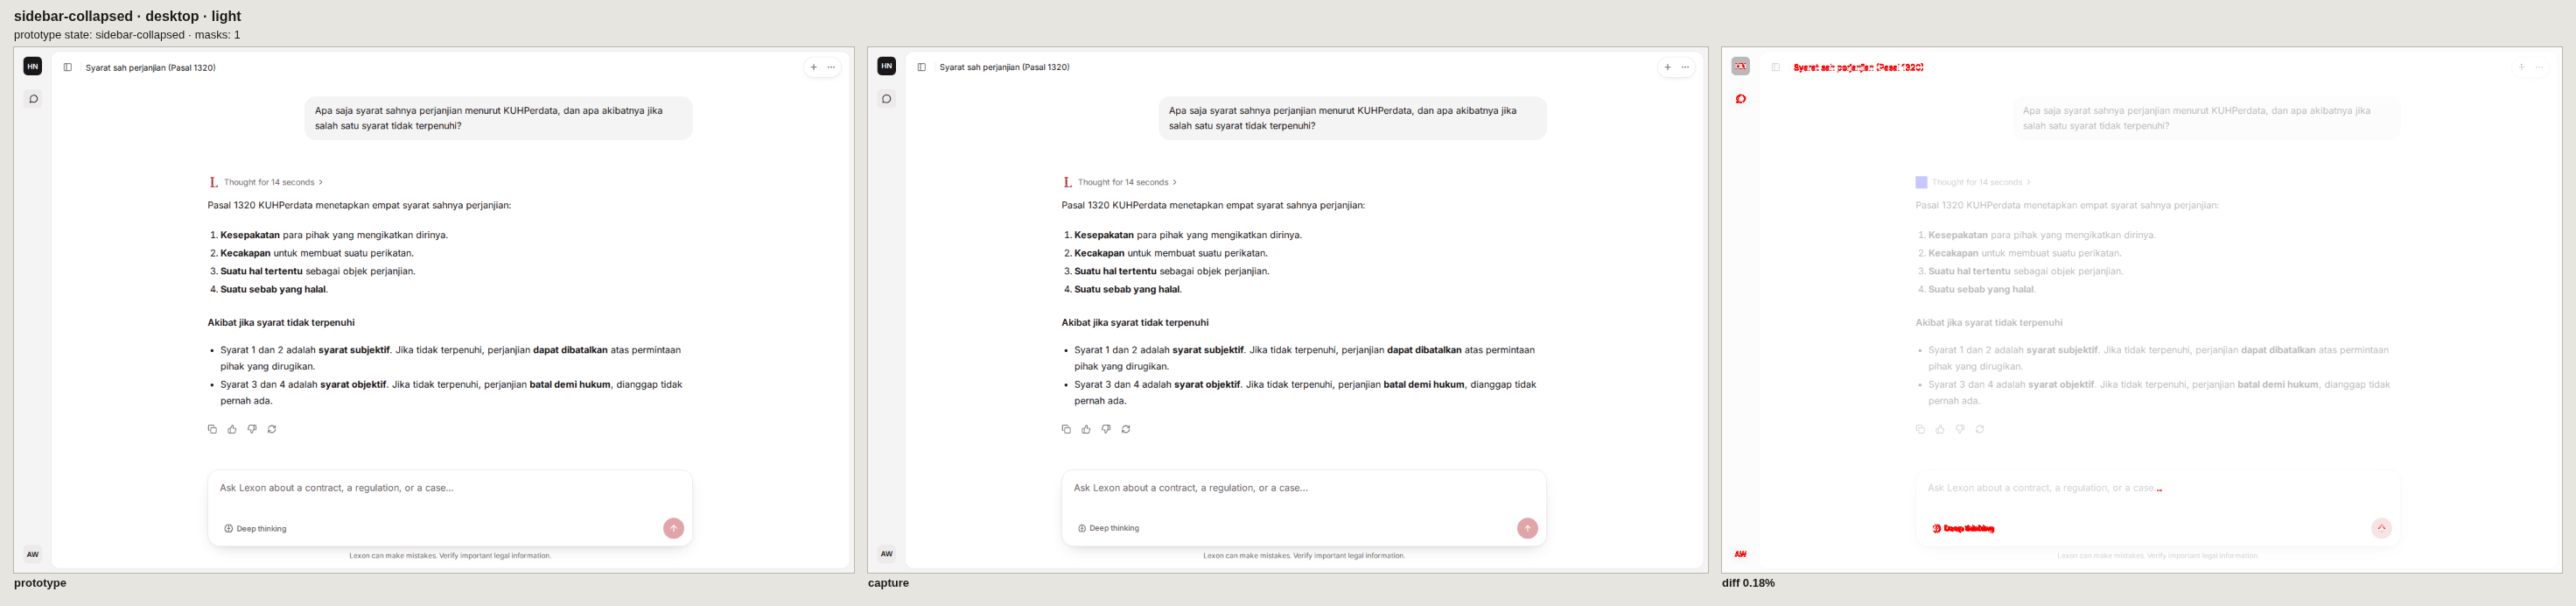 sidebar-collapsed · desktop · light
prototype state: sidebar-collapsed · masks: 1
HN
Syarat sah perjanjian (Pasal 1320)
Apa saja syarat sahnya perjanjian menurut KUHPerdata, dan apa akibatnya jika
salah satu syarat tidak terpenuhi?
L Thought for 14 seconds
Pasal 1320 KUHPerdata menetapkan empat syarat sahnya perjanjian:
1. Kesepakatan para pihak yang mengikatkan dirinya.
2. Kecakapan untuk membuat suatu perikatan.
3. Suatu hal tertentu sebagai objek perjanjian.
4. Suatu sebab yang halal.
Akibat jika syarat tidak terpenuhi
• Syarat 1 dan 2 adalah syarat subjektif. Jika tidak terpenuhi, perjanjian dapat dibatalkan atas permintaan
pihak yang dirugikan.
• Syarat 3 dan 4 adalah syarat objektif. Jika tidak terpenuhi, perjanjian batal demi hukum, dianggap tidak
pernah ada.
Ask Lexon about a contract, a regulation, or a case...
Deep thinking
AW
Lexon can make mistakes. Verify important legal information.
prototype
HN
Syarat sah perjanjian (Pasal 1320)
Apa saja syarat sahnya perjanjian menurut KUHPerdata, dan apa akibatnya jika
salah satu syarat tidak terpenuhi?
L Thought for 14 seconds
Pasal 1320 KUHPerdata menetapkan empat syarat sahnya perjanjian:
1. Kesepakatan para pihak yang mengikatkan dirinya.
2. Kecakapan untuk membuat suatu perikatan.
3. Suatu hal tertentu sebagai objek perjanjian.
4. Suatu sebab yang halal.
Akibat jika syarat tidak terpenuhi
• Syarat 1 dan 2 adalah syarat subjektif. Jika tidak terpenuhi, perjanjian dapat dibatalkan atas permintaan
pihak yang dirugikan.
• Syarat 3 dan 4 adalah syarat objektif. Jika tidak terpenuhi, perjanjian batal demi hukum, dianggap tidak
pernah ada.
Ask Lexon about a contract, a regulation, or a case...
Deep thinking
AW
Lexon can make mistakes. Verify important legal information.
capture
Syarat sah perjanjian (Pasal 1320)
Apa saja syarat sahnya perjanjian menurut KUHPerdata, dan apa akibatnya jika
salah satu syarat tidak terpenuhi?
Thought for 14 seconds
Pasal 1320 KUHPerdata menetapkan empat syarat sahnya perjanjian:
1. Kesepakatan para pihak yang mengikatkan dirinya.
2. Kecakapan untuk membuat suatu perikatan.
3. Suatu hal tertentu sebagai objek perjanjian.
4. Suatu sebab yang halal.
Akibat jika syarat tidak terpenuhi
• Syarat 1 dan 2 adalah syarat subjektif. Jika tidak terpenuhi, perjanjian dapat dibatalkan atas permintaan
pihak yang dirugikan.
• Syarat 3 dan 4 adalah syarat objektif. Jika tidak terpenuhi, perjanjian batal demi hukum, dianggap tidak
pernah ada.
Ask Lexon about a contract, a regulation, or a case...
Deep thinking
AW
Lexon can make mistakes. Verify important legal information.
diff 0.18%